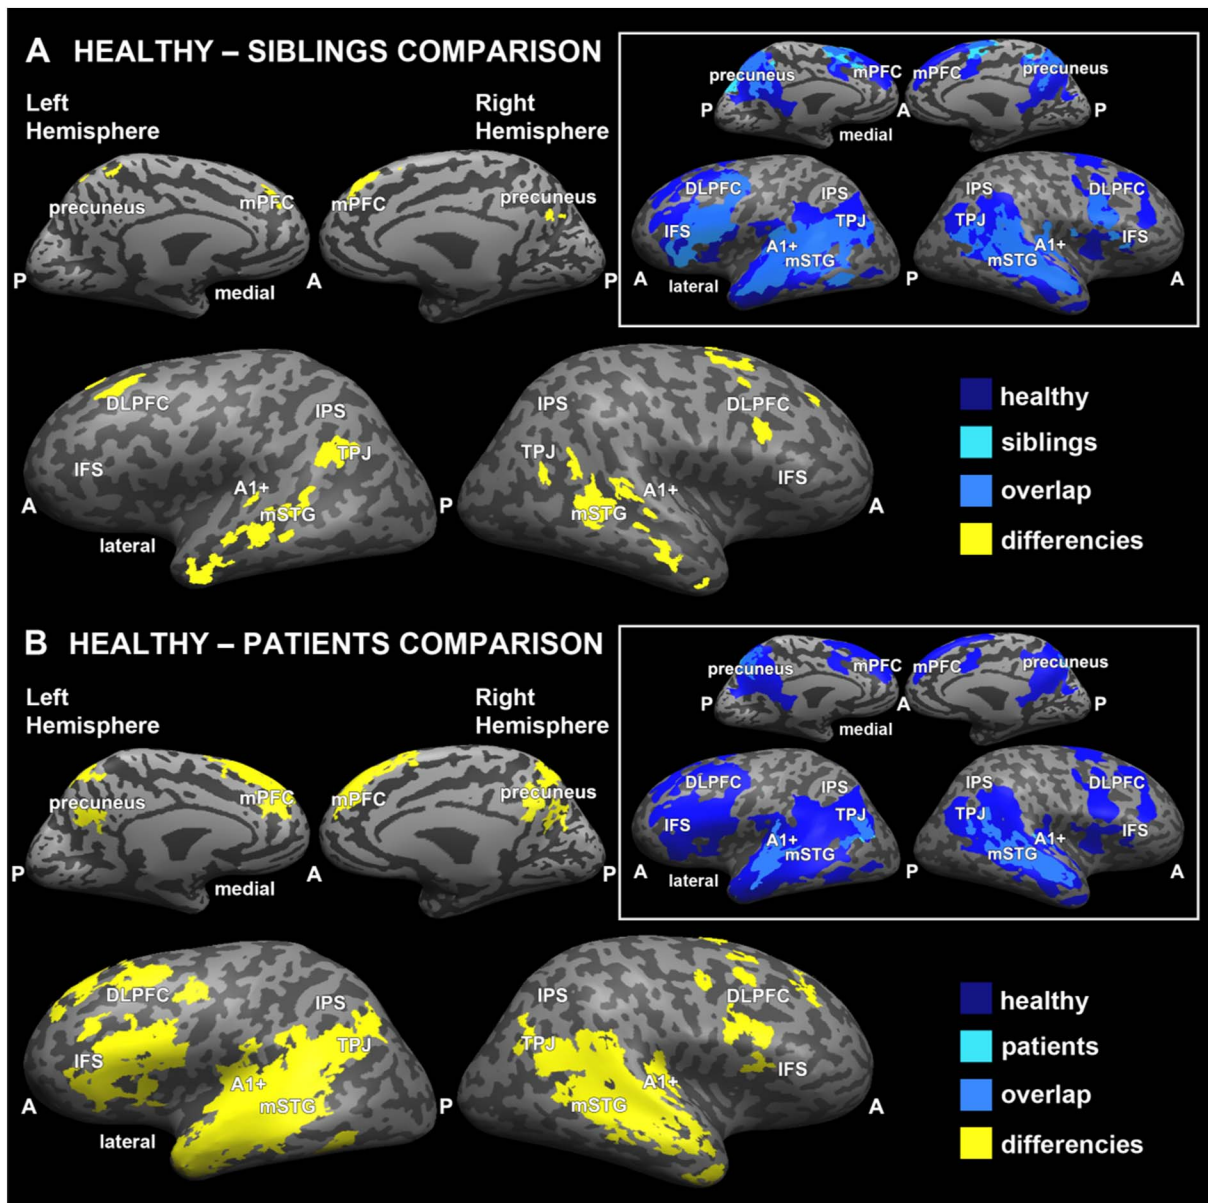 A HEALTHY – SIBLINGS COMPARISON
Left
Hemisphere
Right
Hemisphere
precuneus
mPFC
mPFC
precuneus
P
A
P
medial
precuneus
mPFC
mPFC
precuneus
P
A
P
medial
DLPFC
IPS
IPS
DLPFC
IFS
TPJ
TPJ
IFS
A1+
A1+
mSTG
mSTG
lateral
A
P
A
DLPFC
IPS
IPS
DLPFC
IFS
TPJ
TPJ
IFS
A1+
A1+
mSTG
mSTG
A
P
A
lateral
healthy
siblings
overlap
differencies
B HEALTHY – PATIENTS COMPARISON
Left
Hemisphere
Right
Hemisphere
precuneus
mPFC
mPFC
precuneus
P
A
P
medial
precuneus
mPFC
mPFC
precuneus
P
A
P
medial
DLPFC
IPS
IPS
DLPFC
IFS
TPJ
TPJ
IFS
A1+
A1+
mSTG
mSTG
lateral
A
P
A
DLPFC
IPS
IPS
DLPFC
IFS
TPJ
TPJ
IFS
A1+
A1+
mSTG
mSTG
A
P
A
lateral
healthy
patients
overlap
differencies